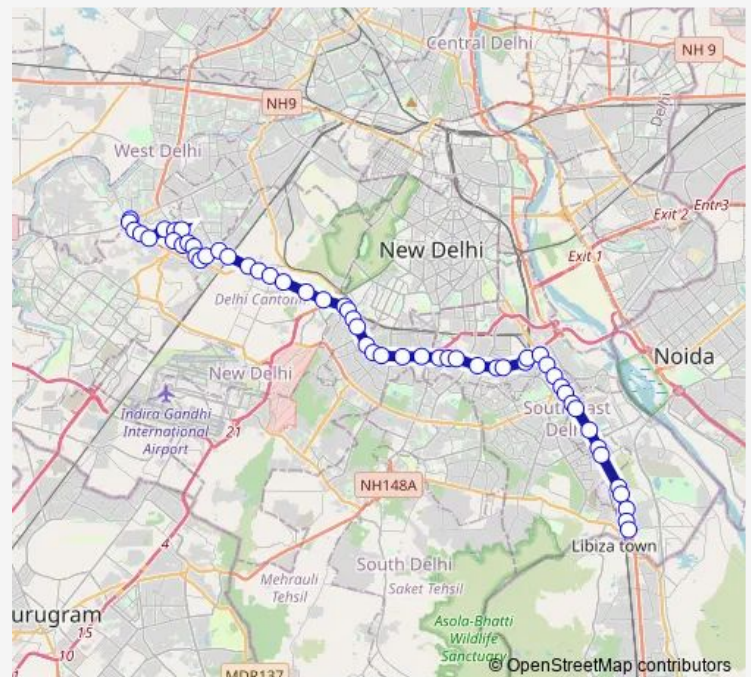 Central Delhi
NH 9
NH9
Delhi
West Delhi
Entr3
Exit 2
New Delhi
Exit 1
Delhi Cantonm
Noida
New Delhi
Indira Gandhi
International
Airport
21
South East
Delhi
NH148A
Libiza town
4
South Delhi
Mehrauli
Tehsil
Saket Tehsil
urugram
15
Asola-Bhatti
Wildlife
Sanctuary
10
MDR137
© OpenStreetMap contributors